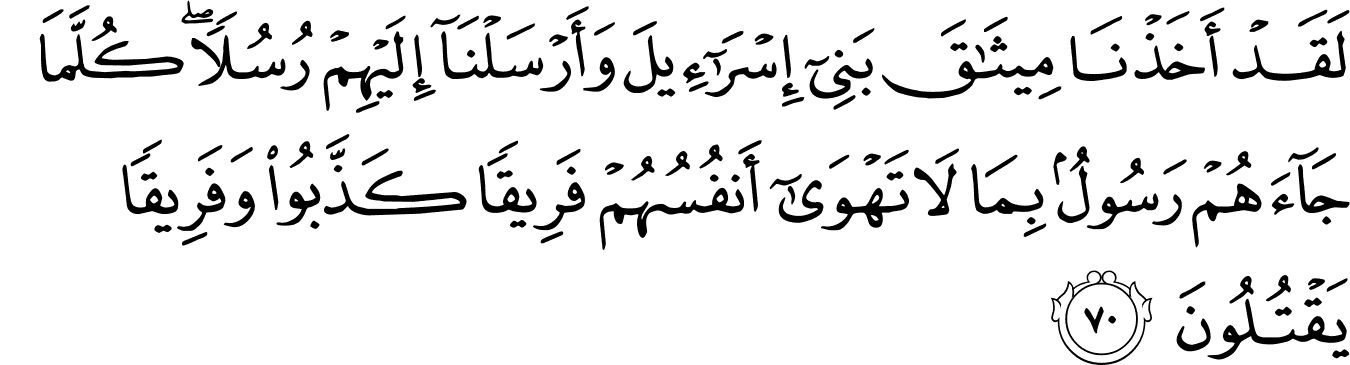 لَقَدْ أَخَذْنَا مِيثَٰقَ بَنِىٓ إِسْرَٰٓءِيلَ وَأَرْسَلْنَآ إِلَيْهِمْ رُسُلًا ۖ كُلَّمَا
جَآءَهُمْ رَسُولٌۢ بِمَا لَا تَهْوَىٰٓ أَنفُسُهُمْ فَرِيقًا كَذَّبُوا۟ وَفَرِيقًا
يَقْتُلُونَ ٧٠